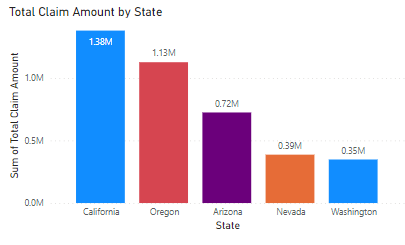 Total Claim Amount by State
Sum of Total Claim Amount
1.0M
0.5M
0.0M
1.38M
1.13M
0.72M
0.39M
0.35M
California
Oregon
Arizona
Nevada
Washington
State